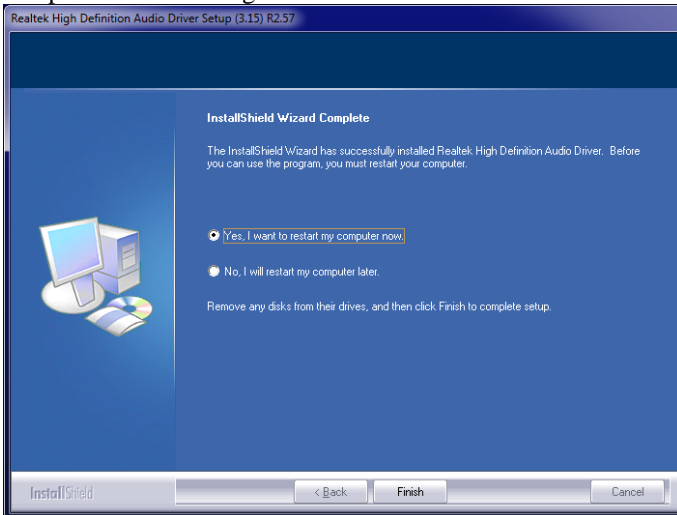 Realtek High Definition Audio Driver Setup (3.15) R2.57
InstallShield Wizard Complete
The InstallShield Wizard has successfully installed Realtek High Definition Audio Driver. Before
you can use the program, you must restart your computer.
Yes, I want to restart my computer now.
No, I will restart my computer later.
Remove any disks from their drives, and then click Finish to complete setup.
InstallShield
< Back
Finish
Cancel